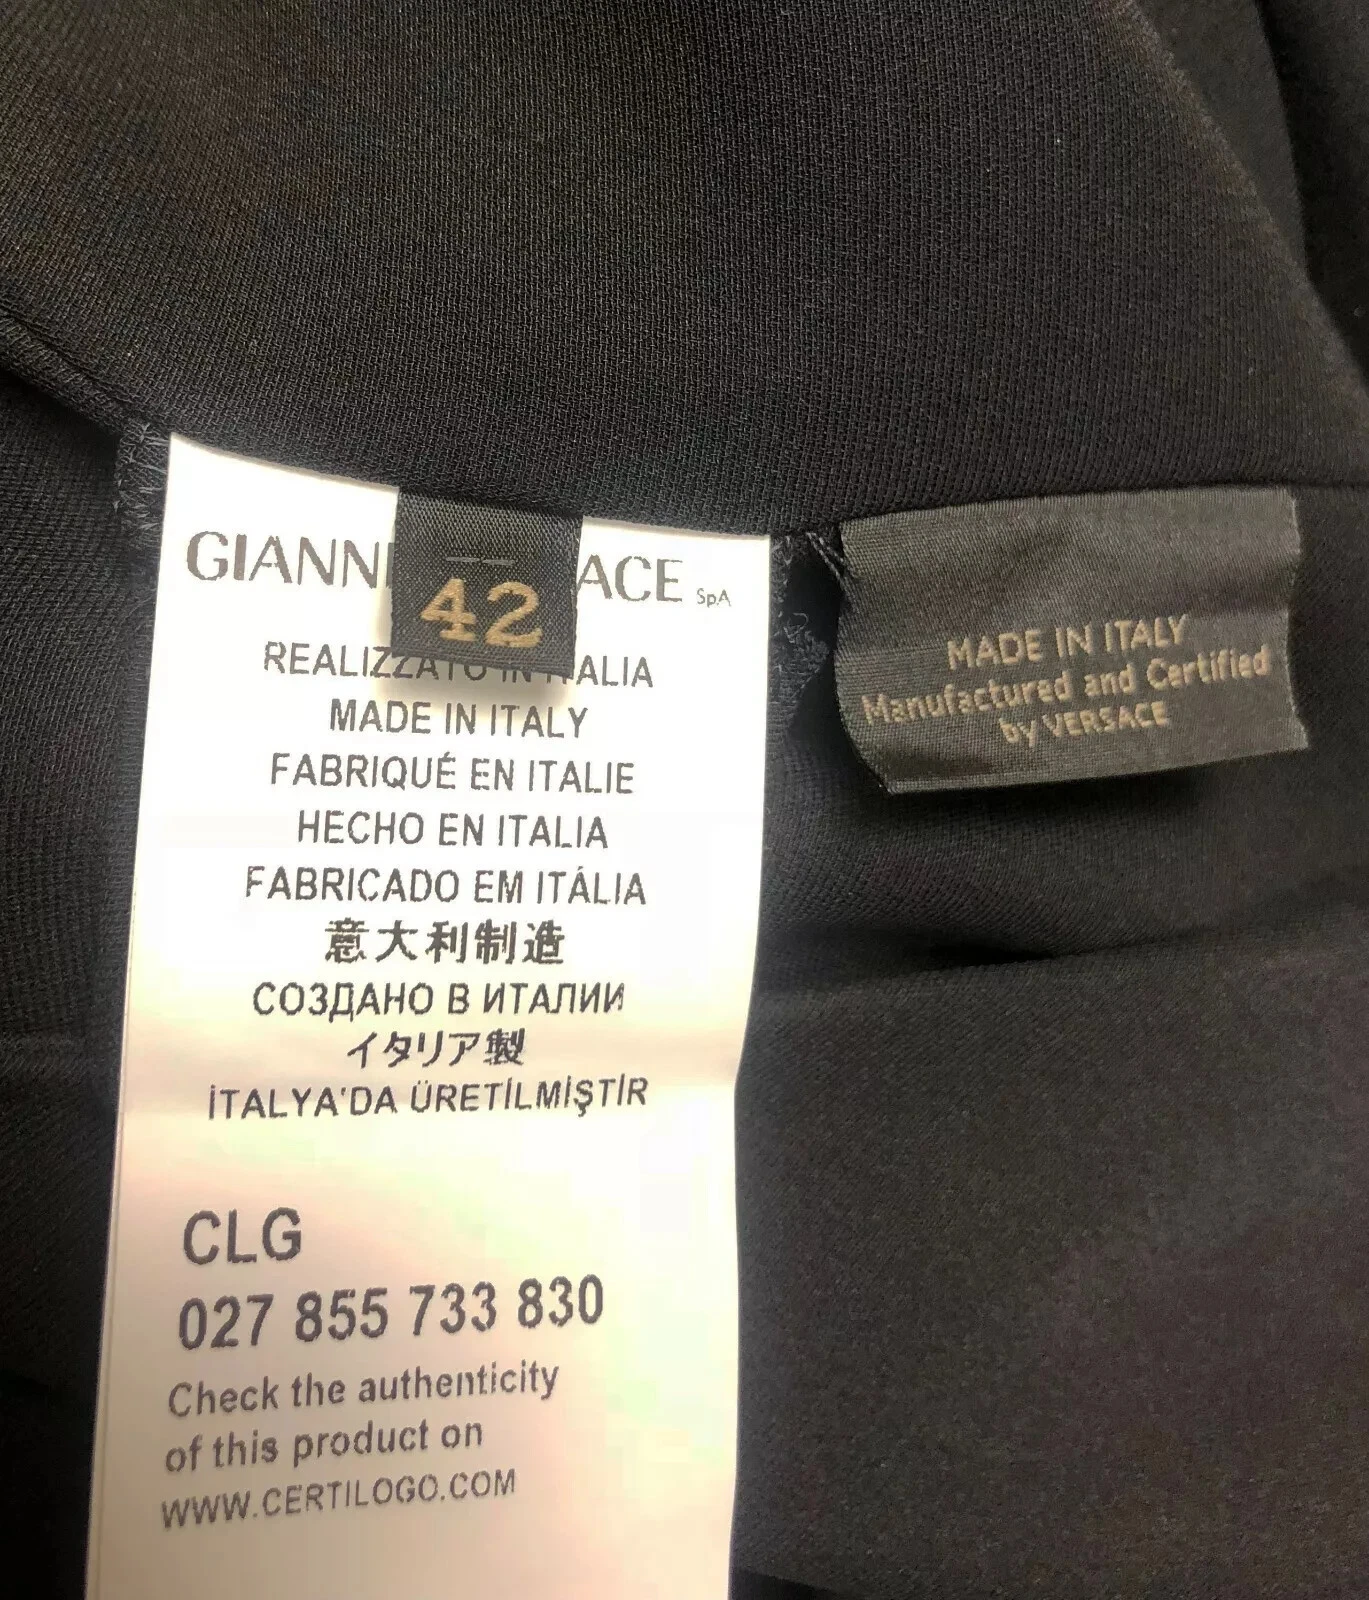 GIANN ACE SpA
42
REALIZZATO IN ITALIA
MADE IN ITALY
FABRIQUÉ EN ITALIE
HECHO EN ITALIA
FABRICADO EM ITÁLIA
意大利制造
СОЗДАНО В ИТАЛИИ
イタリア製
İTALYA'DA ÜRETİLMİŞTİR
CLG
027 855 733 830
Check the authenticity
of this product on
WWW.CERTILOGO.COM
MADE IN ITALY
Manufactured and Certified
by VERSACE